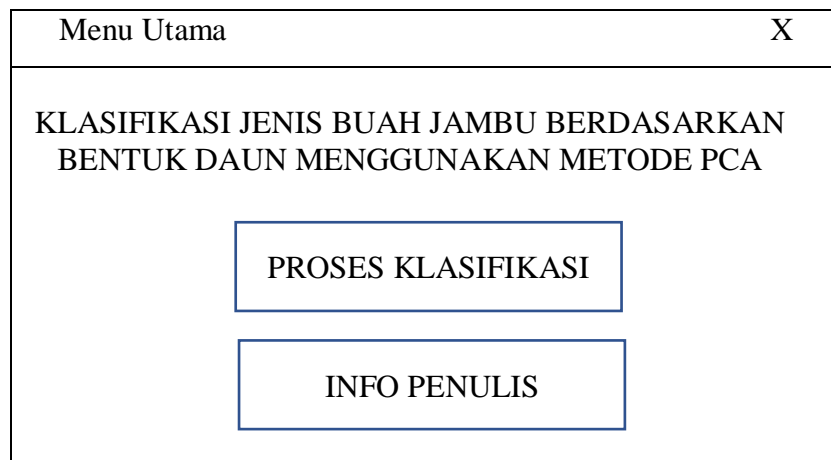 Menu Utama X
KLASIFIKASI JENIS BUAH JAMBU BERDASARKAN
BENTUK DAUN MENGGUNAKAN METODE PCA
PROSES KLASIFIKASI
INFO PENULIS